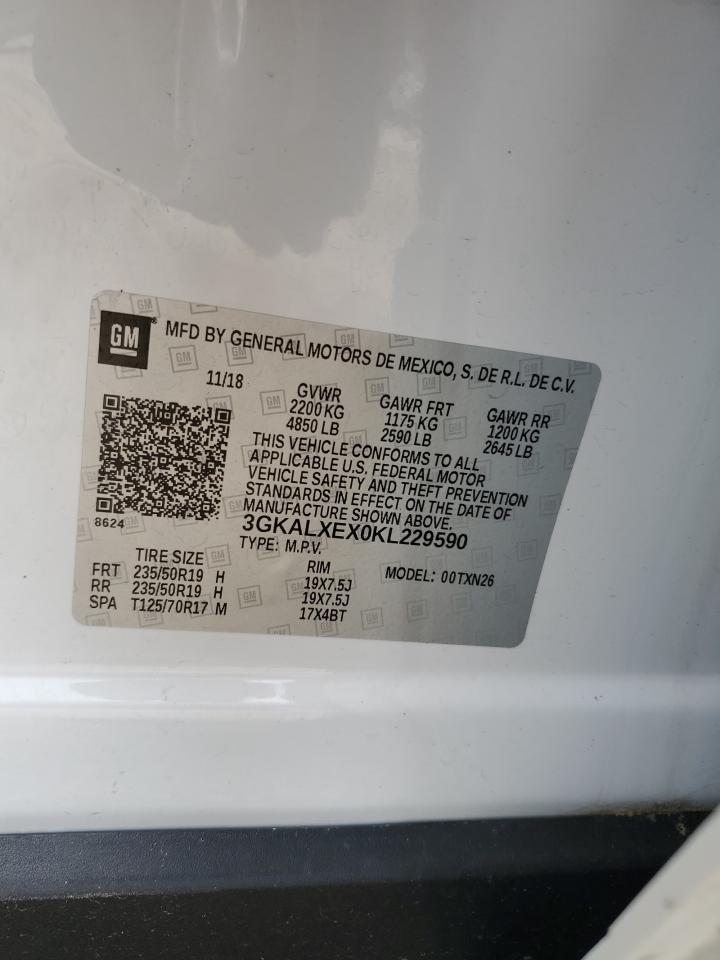 GM® MFD BY GENERAL MOTORS DE MEXICO, S. DE R.L. DE C.V.
11/18 GVWR GAWR FRT GAWR RR
2200 KG 1175 KG 1200 KG
4850 LB 2590 LB 2645 LB
THIS VEHICLE CONFORMS TO ALL
APPLICABLE U.S. FEDERAL MOTOR
VEHICLE SAFETY AND THEFT PREVENTION
STANDARDS IN EFFECT ON THE DATE OF
MANUFACTURE SHOWN ABOVE.
8624
3GKALXEX0KL229590
TYPE: M.P.V.
TIRE SIZE RIM MODEL: 00TXN26
FRT 235/50R19 H 19X7.5J
RR 235/50R19 H 19X7.5J
SPA T125/70R17 M 17X4BT